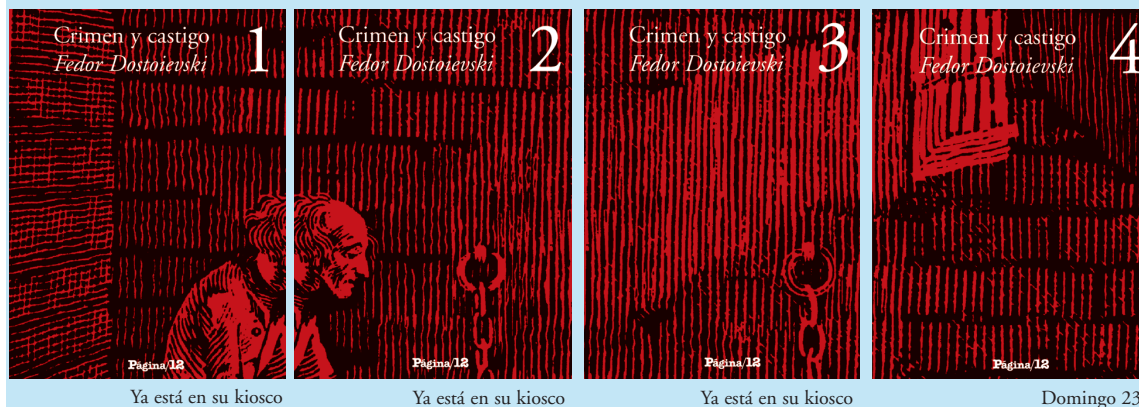 Crimen y castigo
Fedor Dostoievski
1
Página/12
Ya está en su kiosco
Crimen y castigo
Fedor Dostoievski
2
Página/12
Ya está en su kiosco
Crimen y castigo
Fedor Dostoievski
3
Página/12
Ya está en su kiosco
Crimen y castigo
Fedor Dostoievski
4
Página/12
Domingo 23